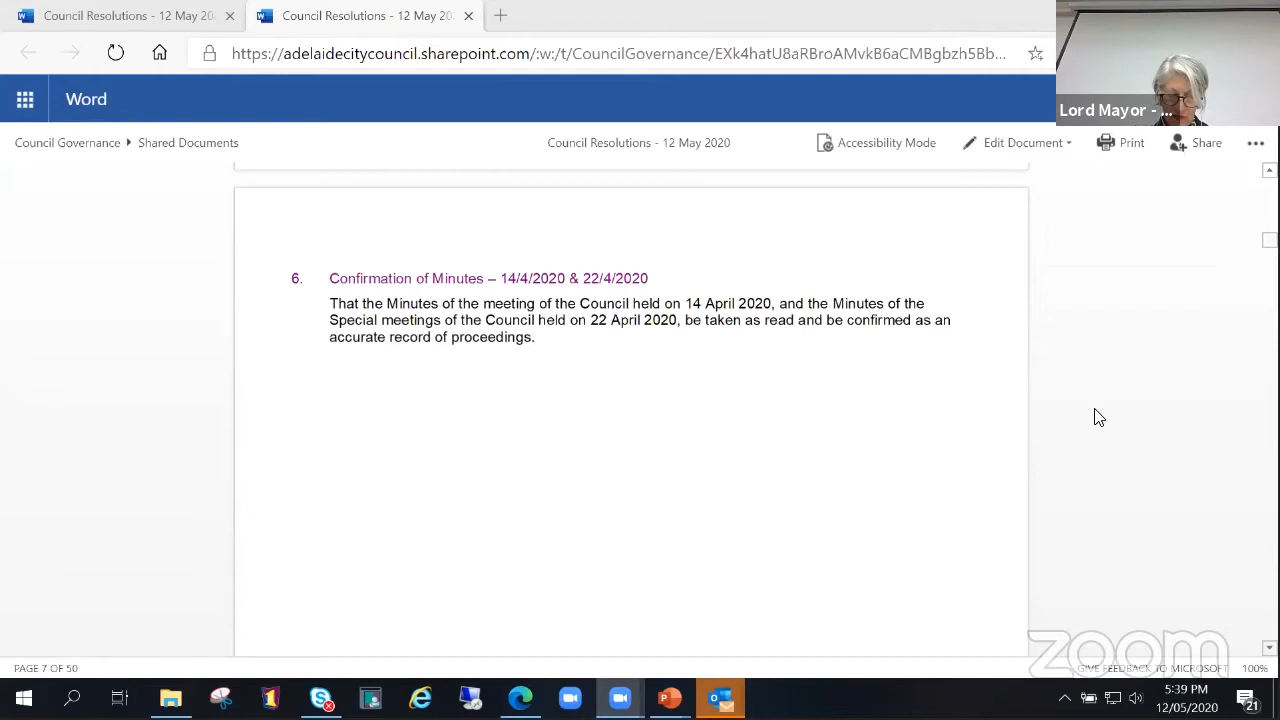 Council Resolutions - 12 May 20
Council Resolutions - 12 May 202
https://adelaidecitycouncil.sharepoint.com/:w:/t/CouncilGovernance/EXk4hatU8aRBroAMvkB6aCMBgbzh5Bb...
Lord Mayor - ...
Word
Council Governance Shared Documents
Council Resolutions - 12 May 2020
Accessibility Mode
Edit Document
Print
Share
6. Confirmation of Minutes – 14/4/2020 & 22/4/2020
That the Minutes of the meeting of the Council held on 14 April 2020, and the Minutes of the
Special meetings of the Council held on 22 April 2020, be taken as read and be confirmed as an
accurate record of proceedings.
zoom
PAGE 7 OF 50
GIVE FEEDBACK TO MICROSOFT 100%
5:39 PM
12/05/2020
21